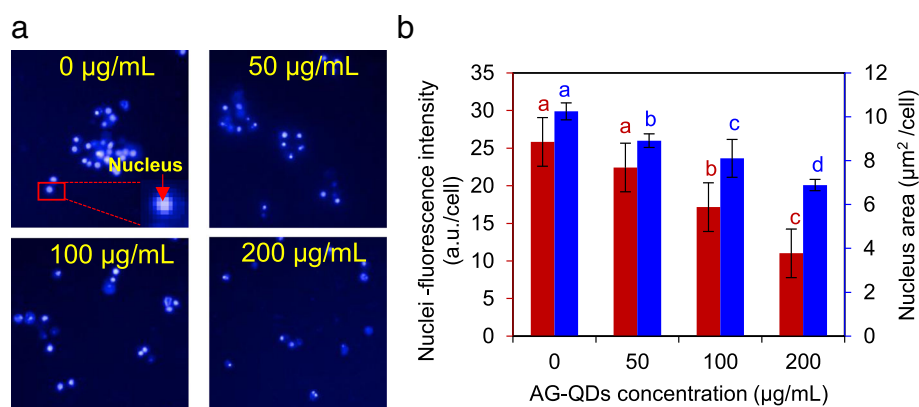 a
0 µg/mL
50 µg/mL
Nucleus
100 µg/mL
200 µg/mL
b
Nuclei -fluorescence intensity
(a.u./cell)
35
30
25
20
15
10
5
0
a
a
a
b
b
c
c
d
12
10
8
6
4
2
0
Nucleus area (µm² /cell)
0
50
100
200
AG-QDs concentration (µg/mL)